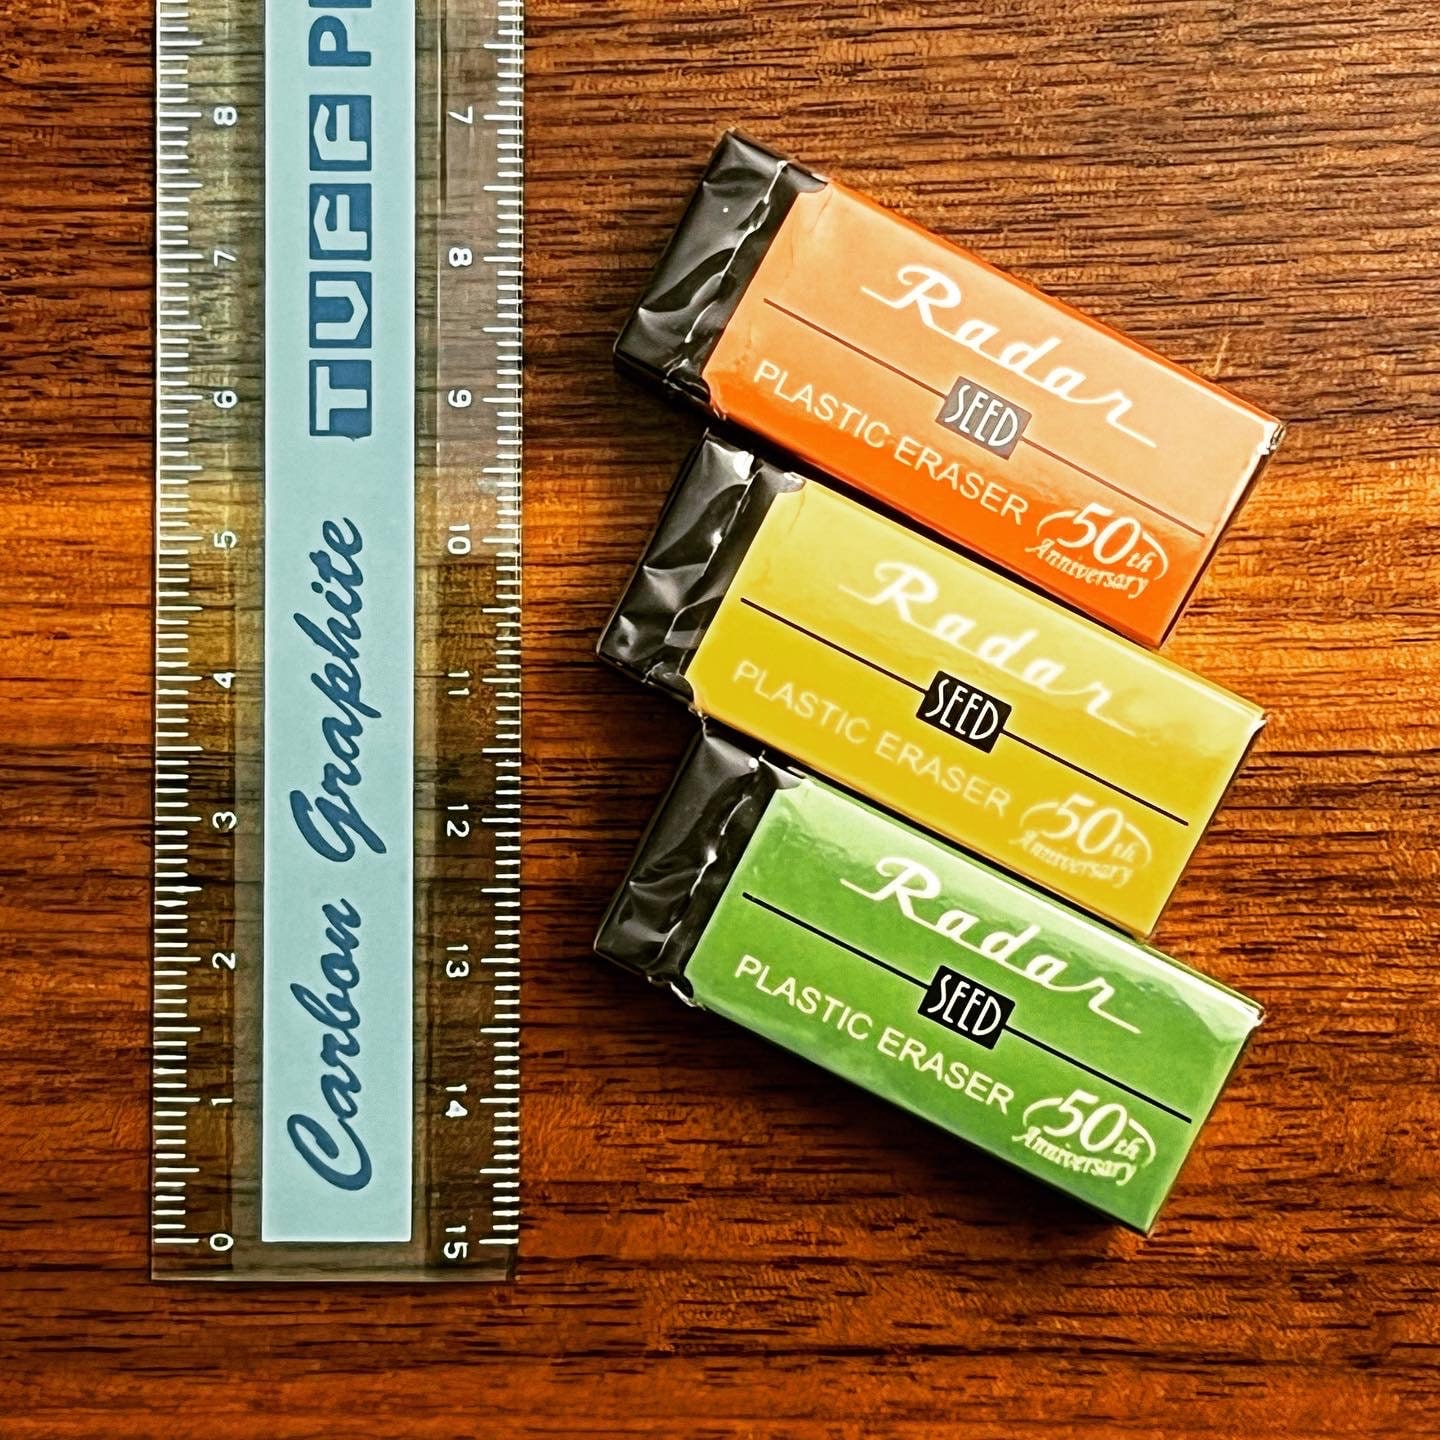 8
7
6
5
4
3
2
1
0
Carbon Graphite TUFF
7
8
9
10
11
12
13
14
15
Radar
SEED
PLASTIC ERASER
50th
Anniversary
Radar
SEED
PLASTIC ERASER
50th
Anniversary
Radar
SEED
PLASTIC ERASER
50th
Anniversary